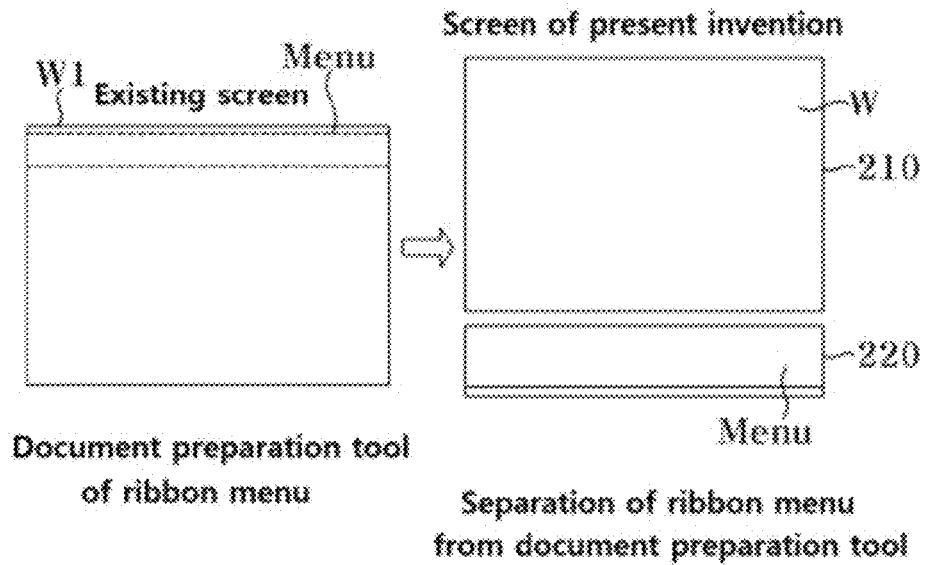 Screen of present invention
W1
Menu
Existing screen
W
210
220
Menu
Document preparation tool
of ribbon menu
Separation of ribbon menu
from document preparation tool